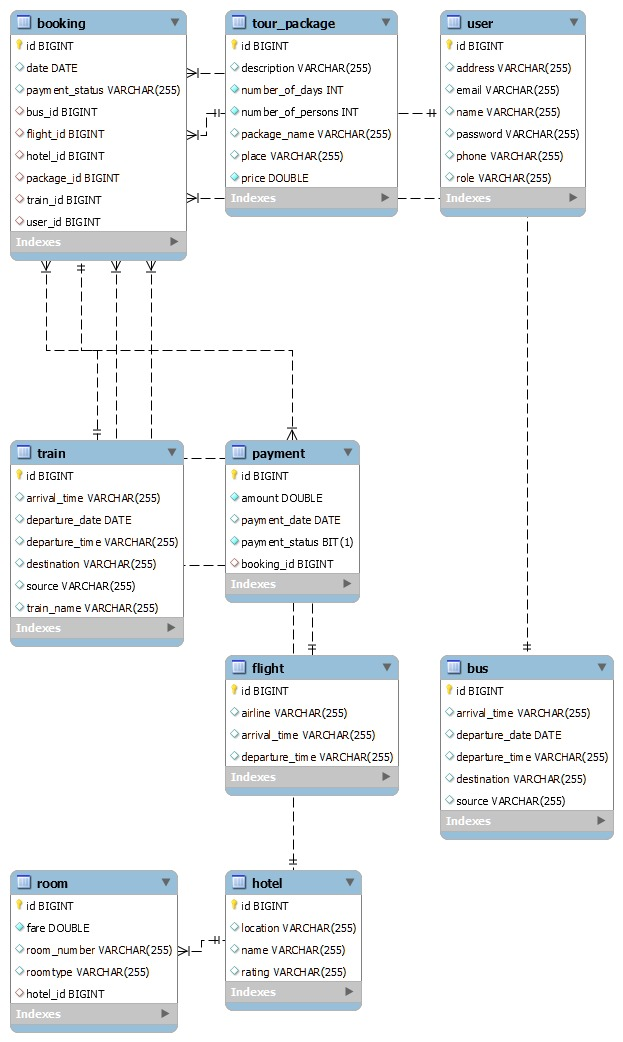 booking
id BIGINT
date DATE
payment_status VARCHAR(255)
bus_id BIGINT
flight_id BIGINT
hotel_id BIGINT
package_id BIGINT
train_id BIGINT
user_id BIGINT
Indexes
tour_package
id BIGINT
description VARCHAR(255)
number_of_days INT
number_of_persons INT
package_name VARCHAR(255)
place VARCHAR(255)
price DOUBLE
Indexes
user
id BIGINT
address VARCHAR(255)
email VARCHAR(255)
name VARCHAR(255)
password VARCHAR(255)
phone VARCHAR(255)
role VARCHAR(255)
Indexes
train
id BIGINT
arrival_time VARCHAR(255)
departure_date DATE
departure_time VARCHAR(255)
destination VARCHAR(255)
source VARCHAR(255)
train_name VARCHAR(255)
Indexes
payment
id BIGINT
amount DOUBLE
payment_date DATE
payment_status BIT(1)
booking_id BIGINT
Indexes
flight
id BIGINT
airline VARCHAR(255)
arrival_time VARCHAR(255)
departure_time VARCHAR(255)
Indexes
bus
id BIGINT
arrival_time VARCHAR(255)
departure_date DATE
departure_time VARCHAR(255)
destination VARCHAR(255)
source VARCHAR(255)
Indexes
room
id BIGINT
fare DOUBLE
room_number VARCHAR(255)
roomtype VARCHAR(255)
hotel_id BIGINT
Indexes
hotel
id BIGINT
location VARCHAR(255)
name VARCHAR(255)
rating VARCHAR(255)
Indexes